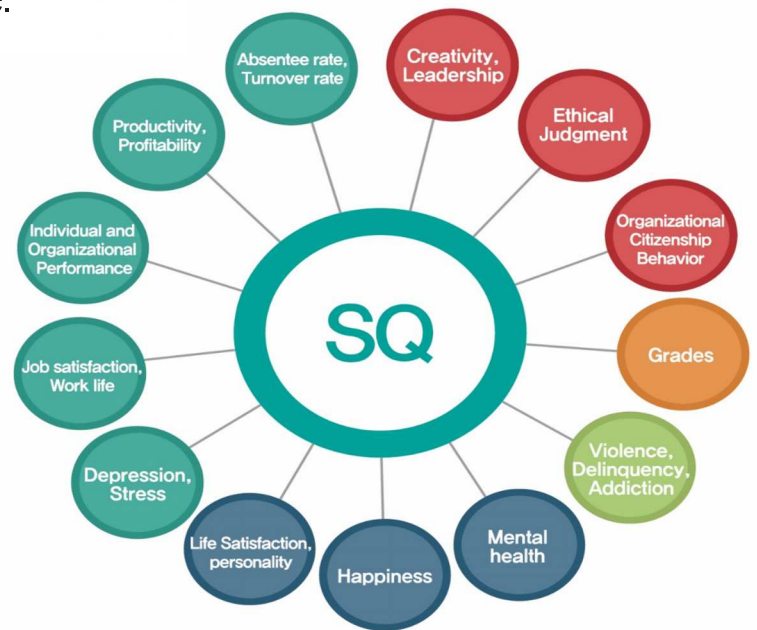 Absentee rate,
Turnover rate
Creativity,
Leadership
Ethical
Judgment
Organizational
Citizenship
Behavior
Grades
Violence,
Delinquency,
Addiction
Mental
health
Happiness
Life Satisfaction,
personality
Depression,
Stress
Job satisfaction,
Work life
Individual and
Organizational
Performance
Productivity,
Profitability
SQ